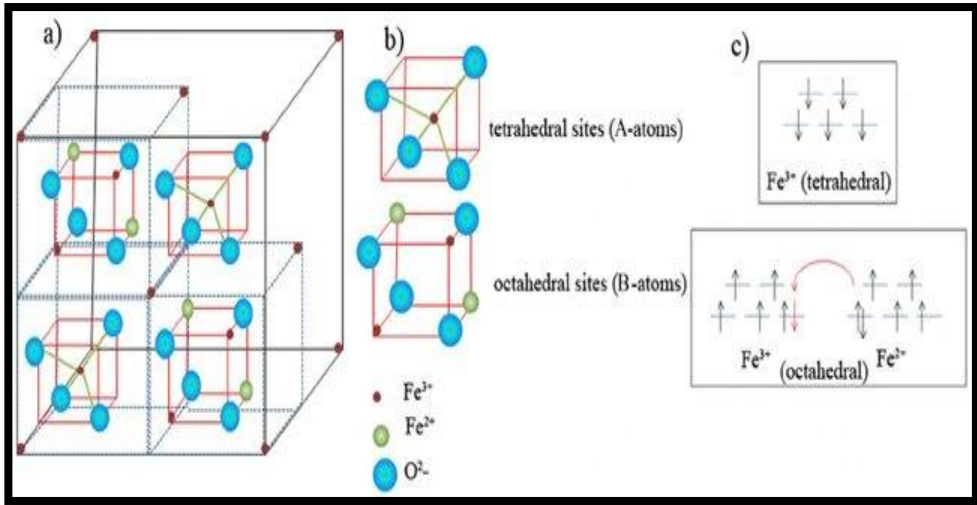 a)
b)
tetrahedral sites (A-atoms)
octahedral sites (B-atoms)
Fe³⁺
Fe²⁺
O²⁻
c)
Fe³⁺ (tetrahedral)
Fe³⁺
Fe²⁺
(octahedral)